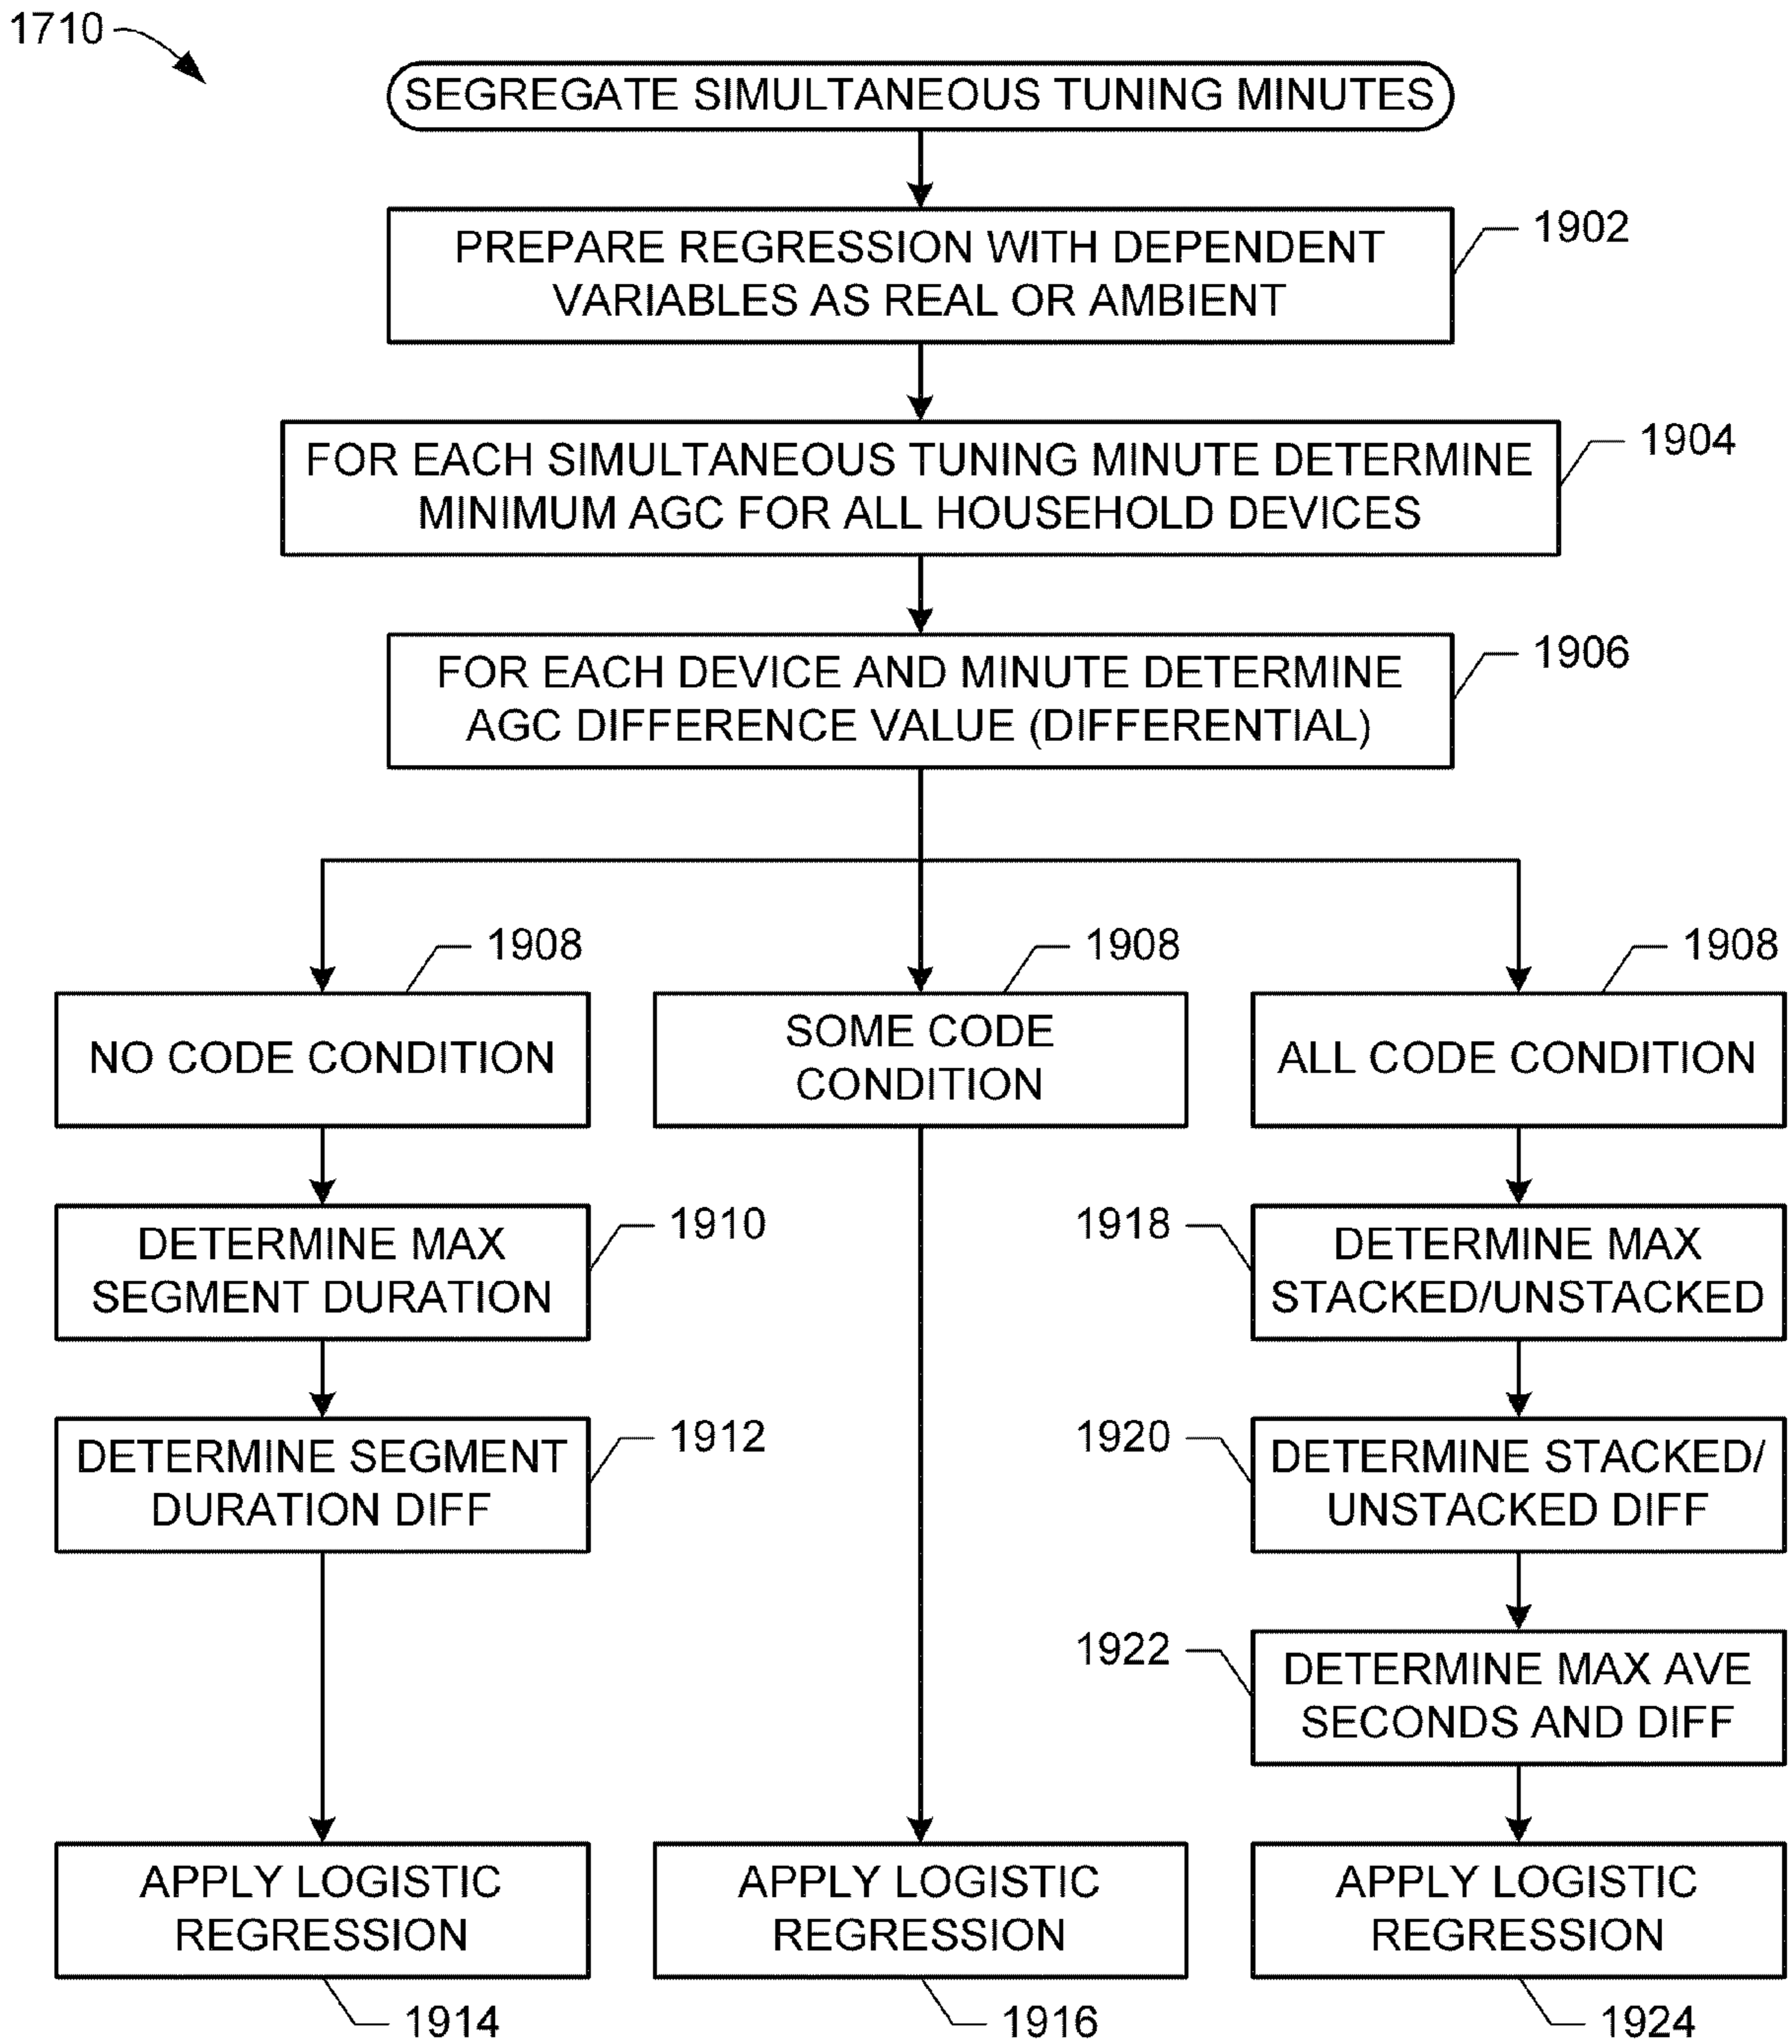 1710
SEGREGATE SIMULTANEOUS TUNING MINUTES
PREPARE REGRESSION WITH DEPENDENT
VARIABLES AS REAL OR AMBIENT
1902
FOR EACH SIMULTANEOUS TUNING MINUTE DETERMINE
MINIMUM AGC FOR ALL HOUSEHOLD DEVICES
1904
FOR EACH DEVICE AND MINUTE DETERMINE
AGC DIFFERENCE VALUE (DIFFERENTIAL)
1906
1908
NO CODE CONDITION
1910
DETERMINE MAX
SEGMENT DURATION
1912
DETERMINE SEGMENT
DURATION DIFF
APPLY LOGISTIC
REGRESSION
1914
1908
SOME CODE
CONDITION
APPLY LOGISTIC
REGRESSION
1916
1908
ALL CODE CONDITION
1918
DETERMINE MAX
STACKED/UNSTACKED
1920
DETERMINE STACKED/
UNSTACKED DIFF
1922
DETERMINE MAX AVE
SECONDS AND DIFF
APPLY LOGISTIC
REGRESSION
1924